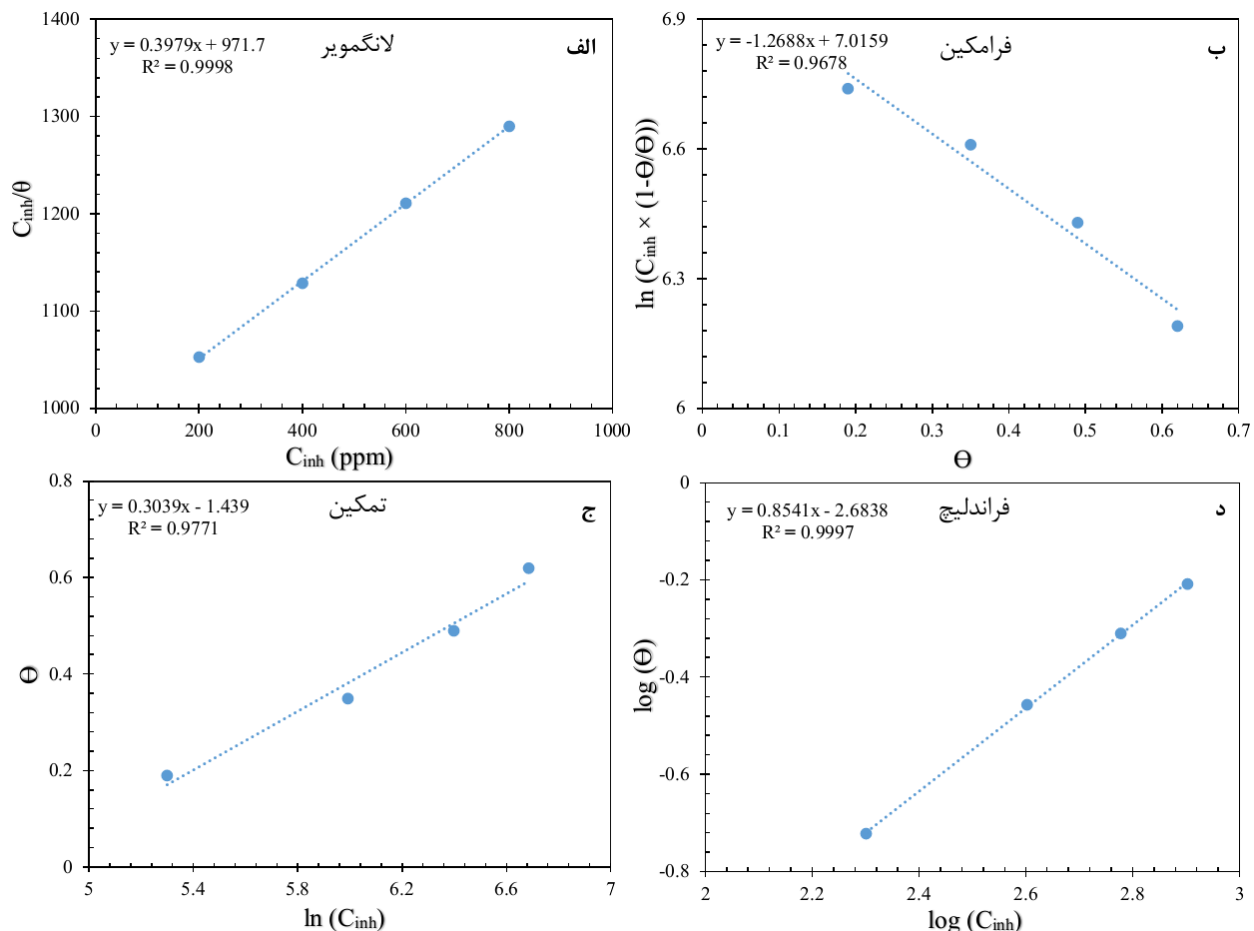 y = 0.3979x + 971.7
R² = 0.9998
لانگمویر
الف
1400
1300
1200
1100
1000
C_inh/θ
0
200
400
600
800
1000
C_inh (ppm)
y = -1.2688x + 7.0159
R² = 0.9678
فرامکین
ب
6.9
6.6
6.3
6
ln (C_inh × (1-Θ/Θ))
0
0.1
0.2
0.3
0.4
0.5
0.6
0.7
Θ
y = 0.3039x - 1.439
R² = 0.9771
تمکین
ج
0.8
0.6
0.4
0.2
0
Θ
5
5.4
5.8
6.2
6.6
7
ln (C_inh)
y = 0.8541x - 2.6838
R² = 0.9997
فراندلیچ
د
0
-0.2
-0.4
-0.6
-0.8
log (Θ)
2
2.2
2.4
2.6
2.8
3
log (C_inh)